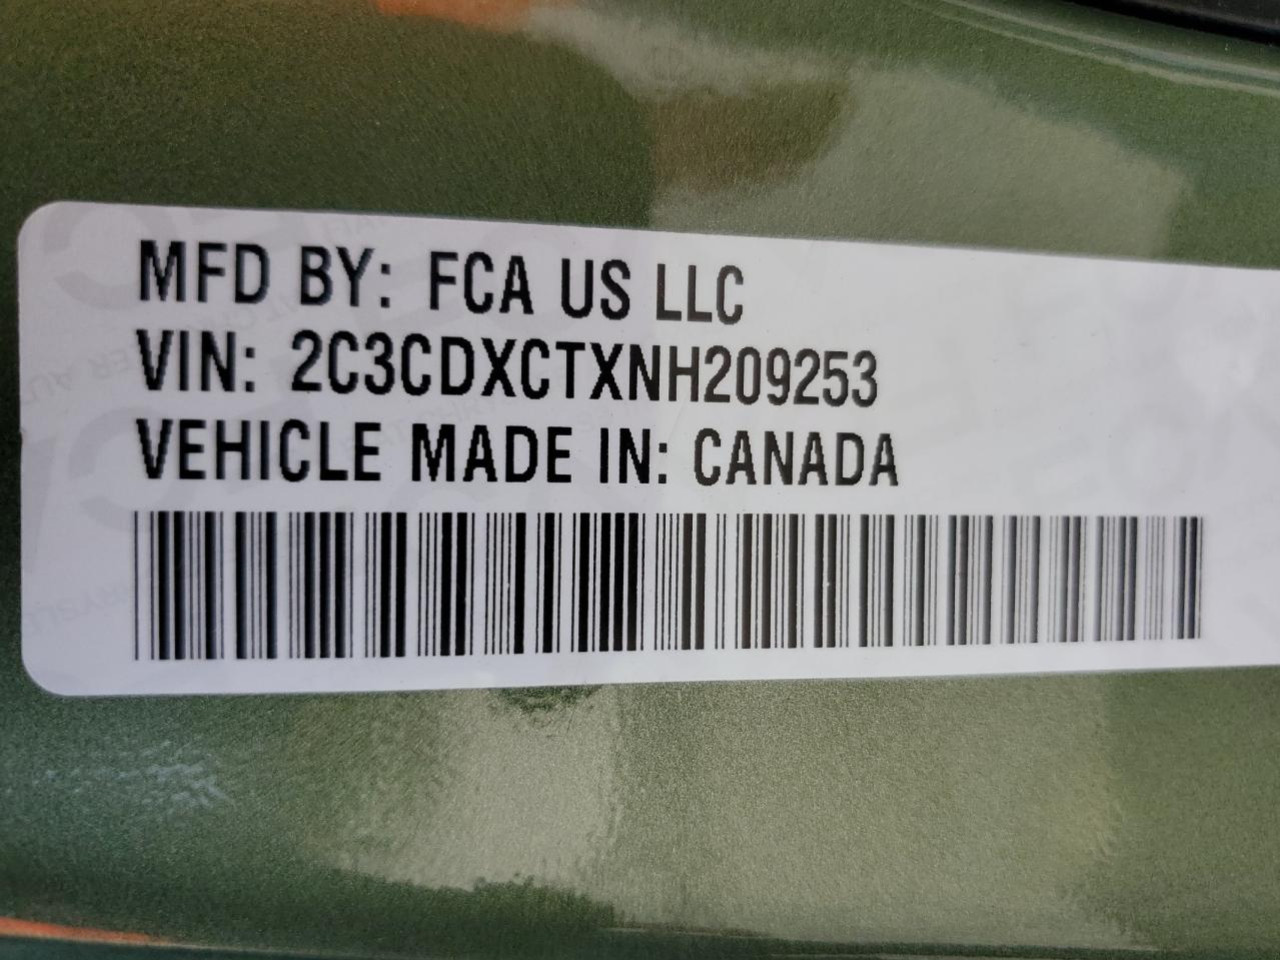 MFD BY: FCA US LLC
VIN: 2C3CDXCTXNH209253
VEHICLE MADE IN: CANADA